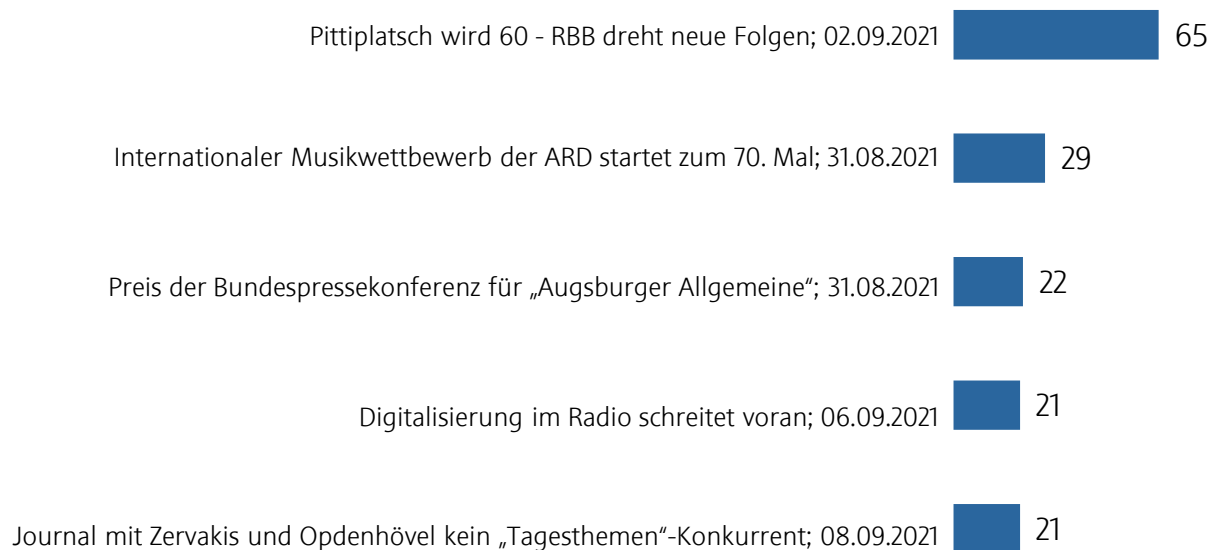 Pittiplatsch wird 60 - RBB dreht neue Folgen; 02.09.2021 65
Internationaler Musikwettbewerb der ARD startet zum 70. Mal; 31.08.2021 29
Preis der Bundespressekonferenz für „Augsburger Allgemeine“; 31.08.2021 22
Digitalisierung im Radio schreitet voran; 06.09.2021 21
Journal mit Zervakis und Opdenhövel kein „Tagesthemen“-Konkurrent; 08.09.2021 21